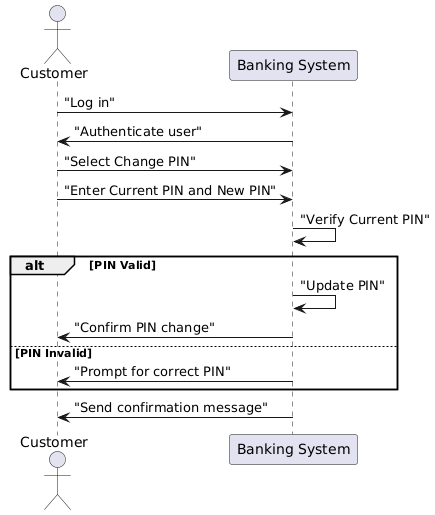 Customer
Banking System
"Log in"
"Authenticate user"
"Select Change PIN"
"Enter Current PIN and New PIN"
"Verify Current PIN"
alt [PIN Valid]
"Update PIN"
"Confirm PIN change"
[PIN Invalid]
"Prompt for correct PIN"
"Send confirmation message"
Customer
Banking System